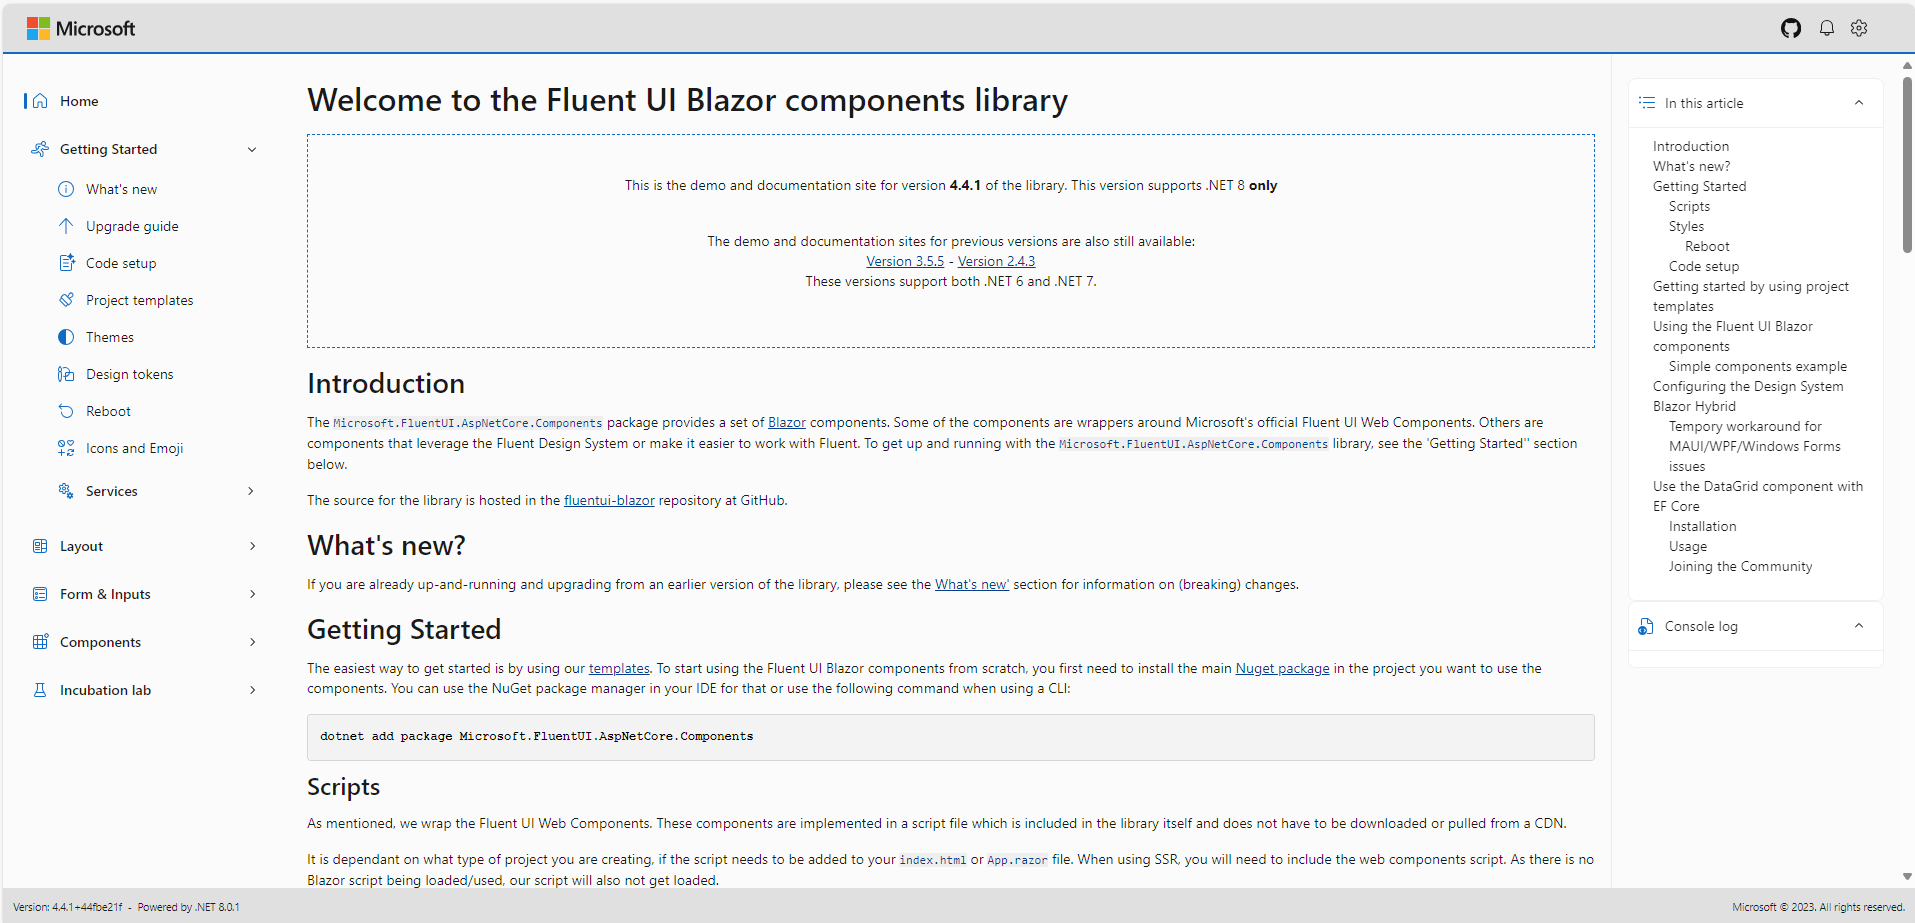 Microsoft
Home
Getting Started
What's new
Upgrade guide
Code setup
Project templates
Themes
Design tokens
Reboot
Icons and Emoji
Services
Layout
Form & Inputs
Components
Incubation lab
Welcome to the Fluent UI Blazor components library
This is the demo and documentation site for version 4.4.1 of the library. This version supports .NET 8 only
The demo and documentation sites for previous versions are also still available:
Version 3.5.5 - Version 2.4.3
These versions support both .NET 6 and .NET 7.
Introduction
The Microsoft.FluentUI.AspNetCore.Components package provides a set of Blazor components. Some of the components are wrappers around Microsoft's official Fluent UI Web Components. Others are
components that leverage the Fluent Design System or make it easier to work with Fluent. To get up and running with the Microsoft.FluentUI.AspNetCore.Components library, see the 'Getting Started'' section
below.
The source for the library is hosted in the fluentui-blazor repository at GitHub.
What's new?
If you are already up-and-running and upgrading from an earlier version of the library, please see the What's new' section for information on (breaking) changes.
Getting Started
The easiest way to get started is by using our templates. To start using the Fluent UI Blazor components from scratch, you first need to install the main Nuget package in the project you want to use the
components. You can use the NuGet package manager in your IDE for that or use the following command when using a CLI:
dotnet add package Microsoft.FluentUI.AspNetCore.Components
Scripts
As mentioned, we wrap the Fluent UI Web Components. These components are implemented in a script file which is included in the library itself and does not have to be downloaded or pulled from a CDN.
It is dependant on what type of project you are creating, if the script needs to be added to your index.html or App.razor file. When using SSR, you will need to include the web components script. As there is no
Blazor script being loaded/used, our script will also not get loaded.
In this article
Introduction
What's new?
Getting Started
Scripts
Styles
Reboot
Code setup
Getting started by using project
templates
Using the Fluent UI Blazor
components
Simple components example
Configuring the Design System
Blazor Hybrid
Tempory workaround for
MAUI/WPF/Windows Forms
issues
Use the DataGrid component with
EF Core
Installation
Usage
Joining the Community
Console log
Version: 4.4.1+44fbe21f - Powered by .NET 8.0.1
Microsoft © 2023. All rights reserved.